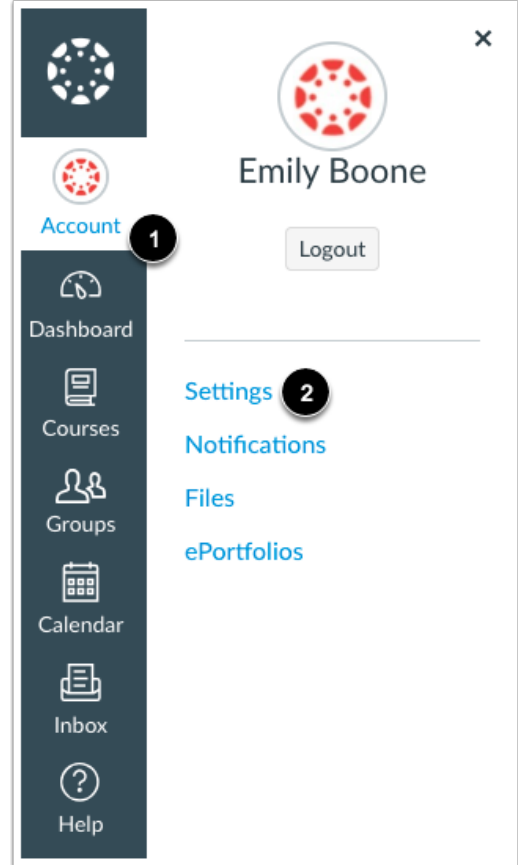 Account
1
Dashboard
Courses
Groups
Calendar
Inbox
Help
×
Emily Boone
Logout
Settings 2
Notifications
Files
ePortfolios